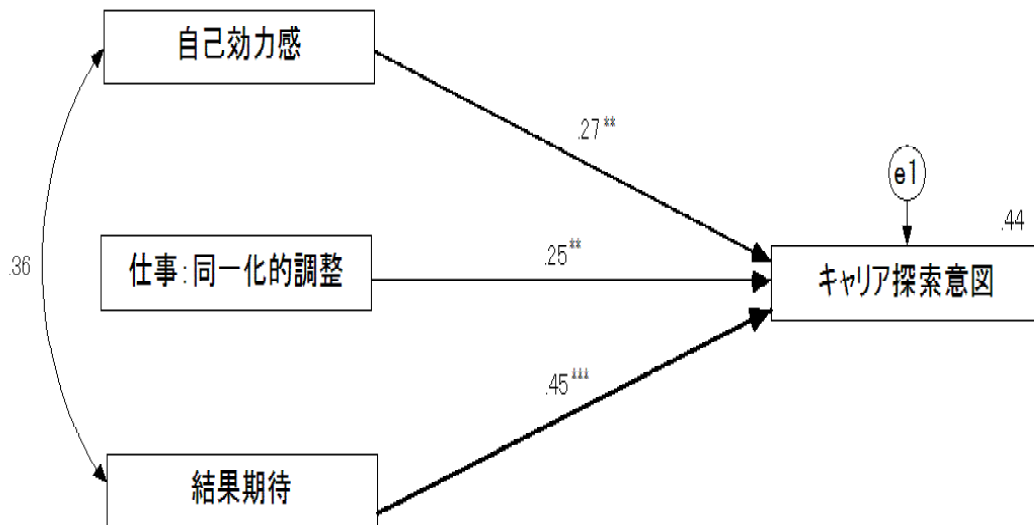 自己効力感
.27**
e1
.44
.36
仕事：同一化的調整
.25**
キャリア探索意図
.45***
結果期待